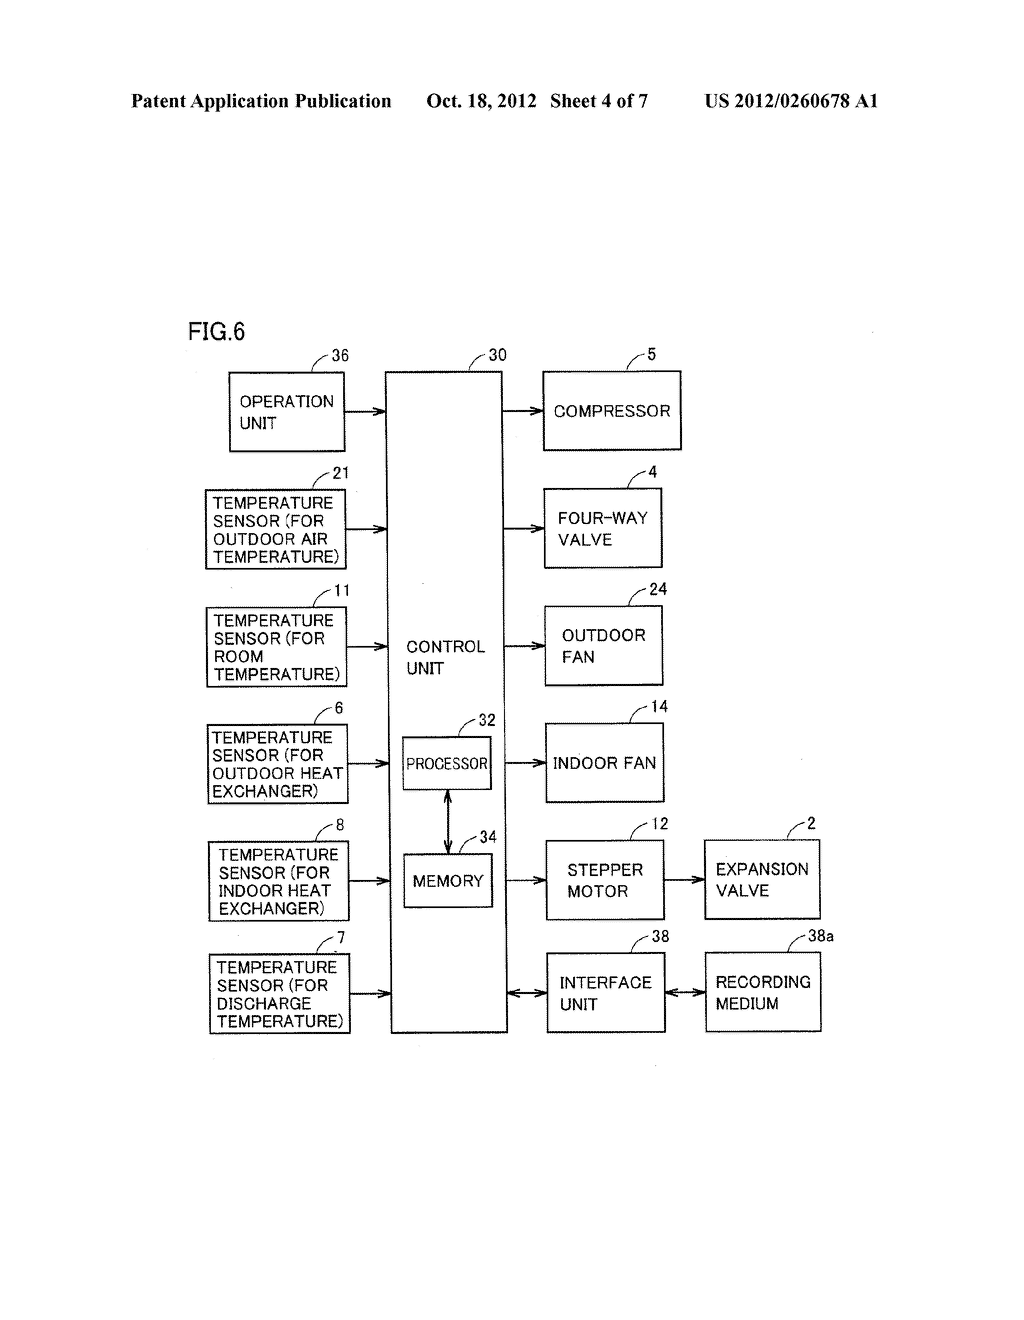 Patent Application Publication Oct. 18, 2012 Sheet 4 of 7 US 2012/0260678 A1
FIG.6
36
OPERATION
UNIT
30
5
COMPRESSOR
21
TEMPERATURE
SENSOR (FOR
OUTDOOR AIR
TEMPERATURE)
4
FOUR-WAY
VALVE
11
TEMPERATURE
SENSOR (FOR
ROOM
TEMPERATURE)
CONTROL
UNIT
24
OUTDOOR
FAN
6
TEMPERATURE
SENSOR (FOR
OUTDOOR HEAT
EXCHANGER)
32
PROCESSOR
14
INDOOR FAN
8
TEMPERATURE
SENSOR (FOR
INDOOR HEAT
EXCHANGER)
34
MEMORY
12
STEPPER
MOTOR
2
EXPANSION
VALVE
7
TEMPERATURE
SENSOR (FOR
DISCHARGE
TEMPERATURE)
38
INTERFACE
UNIT
38a
RECORDING
MEDIUM